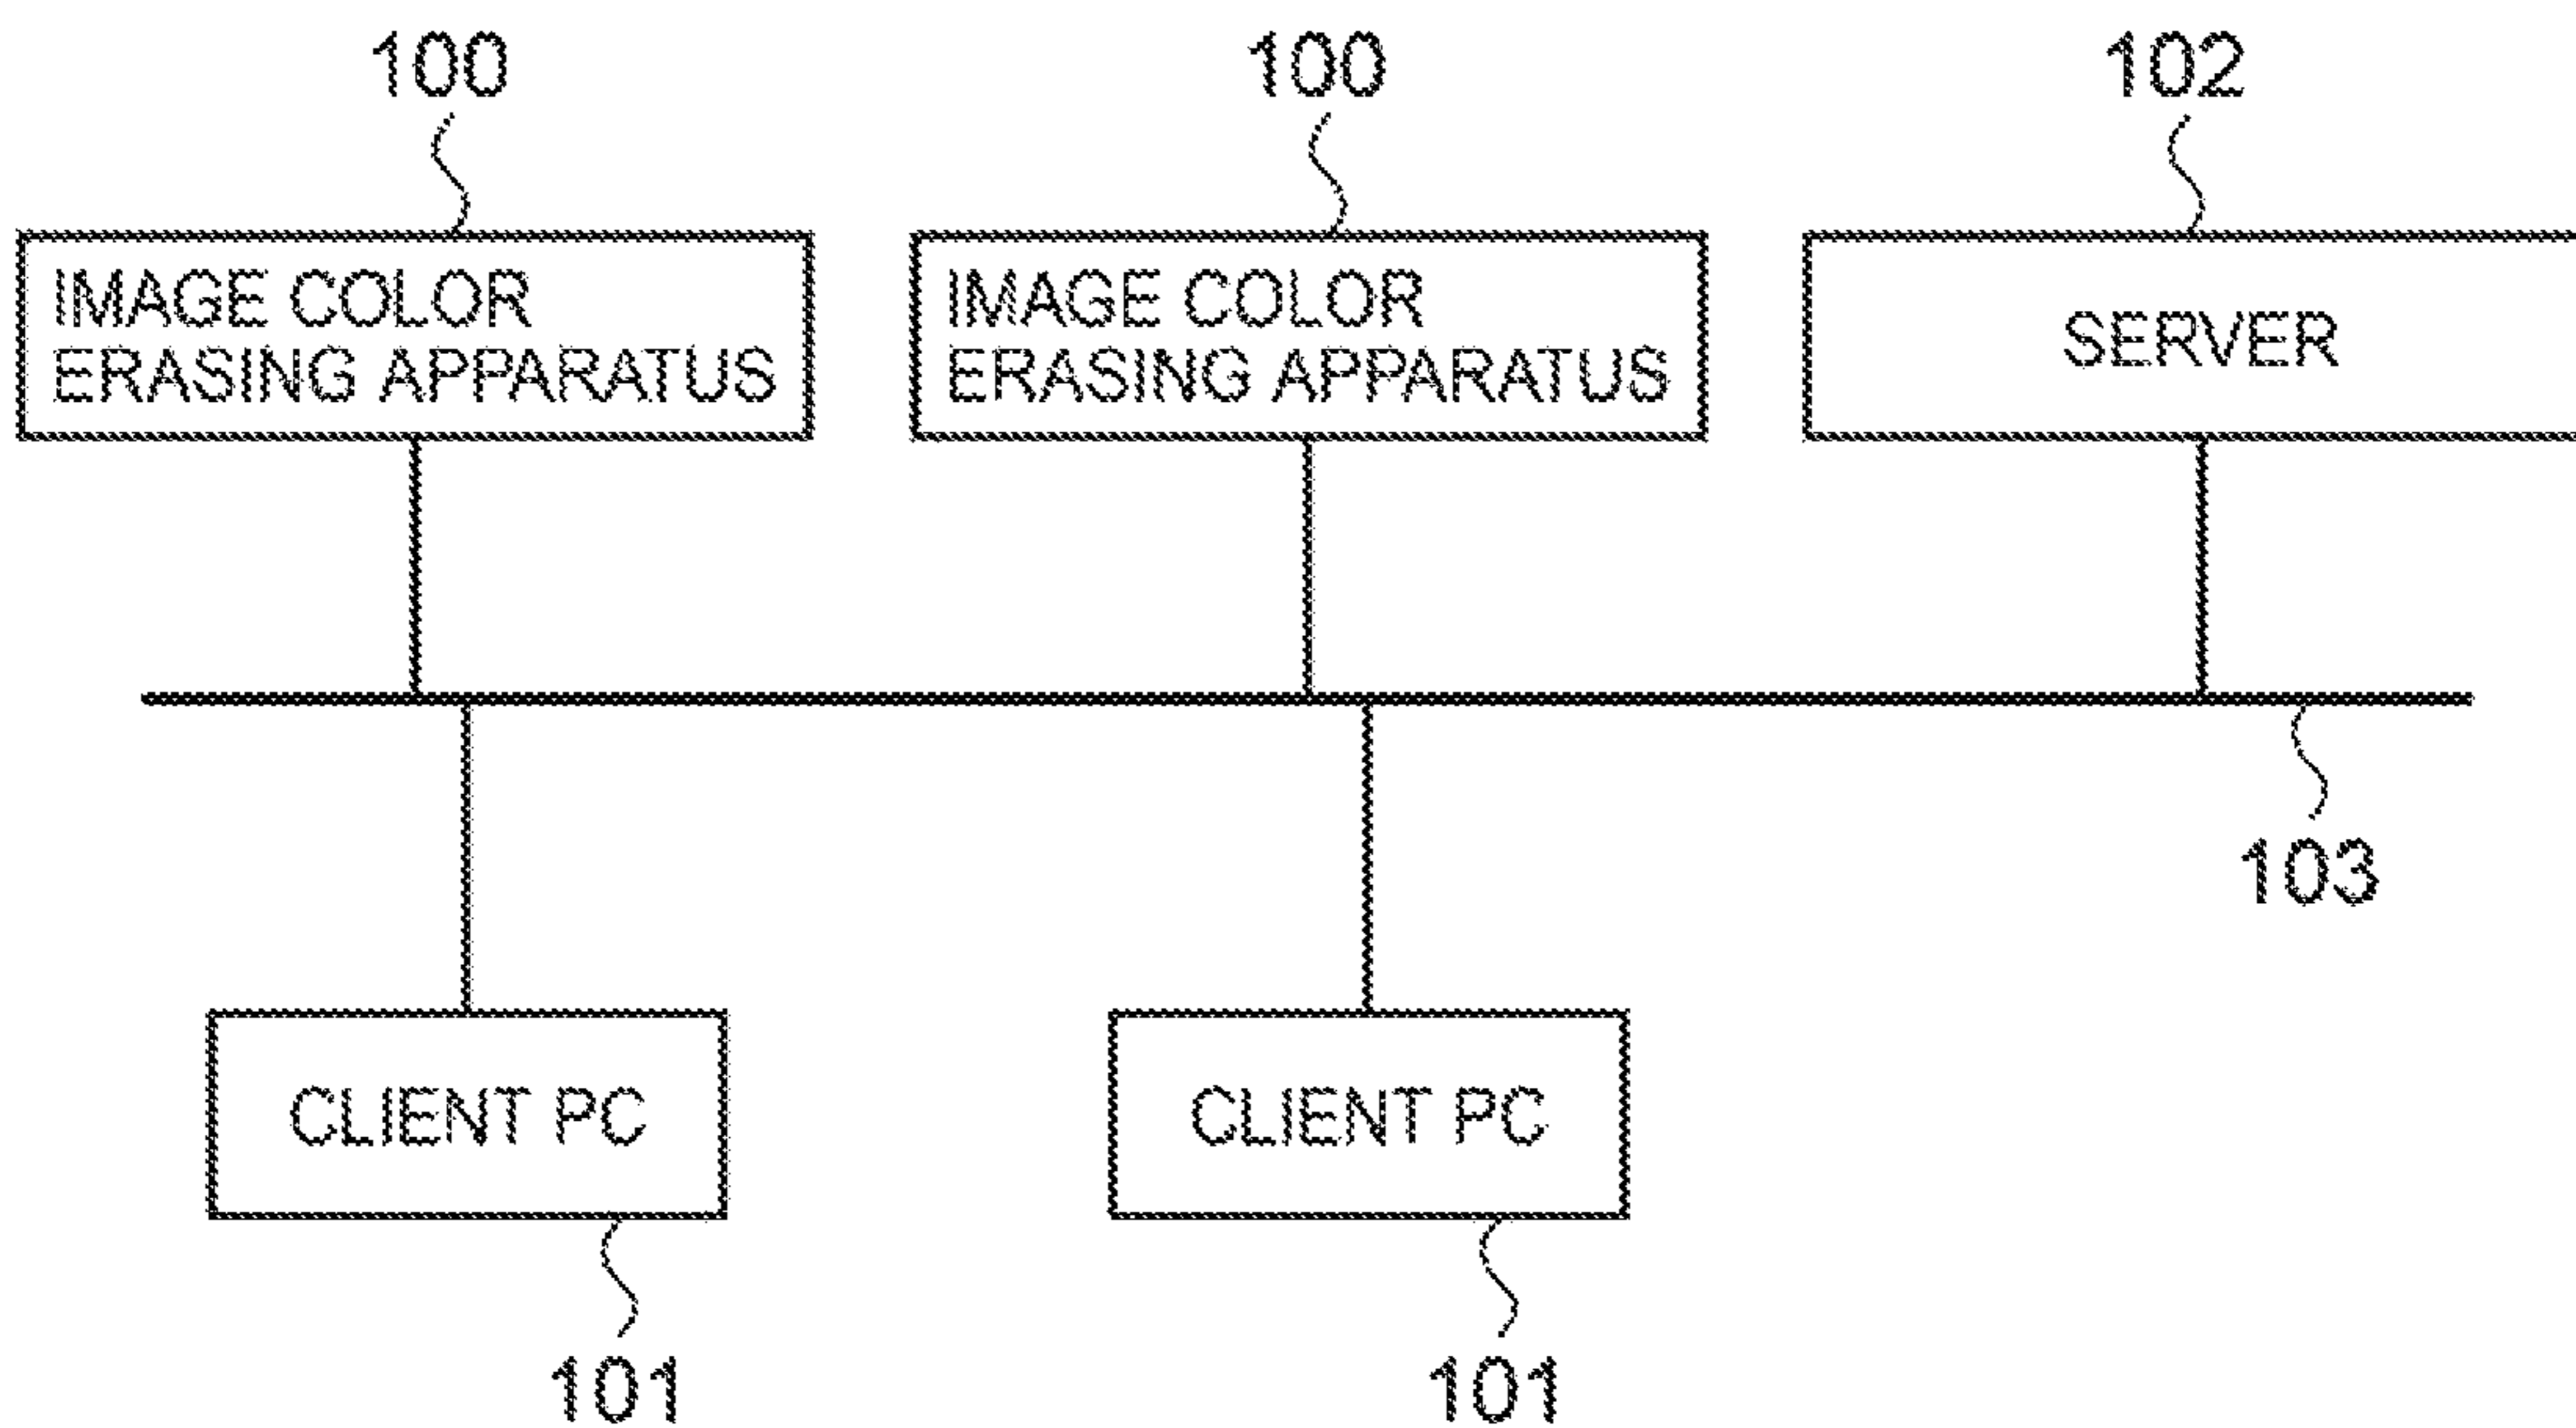 100
100
102
IMAGE COLOR
ERASING APPARATUS
IMAGE COLOR
ERASING APPARATUS
SERVER
103
CLIENT PC
CLIENT PC
101
101